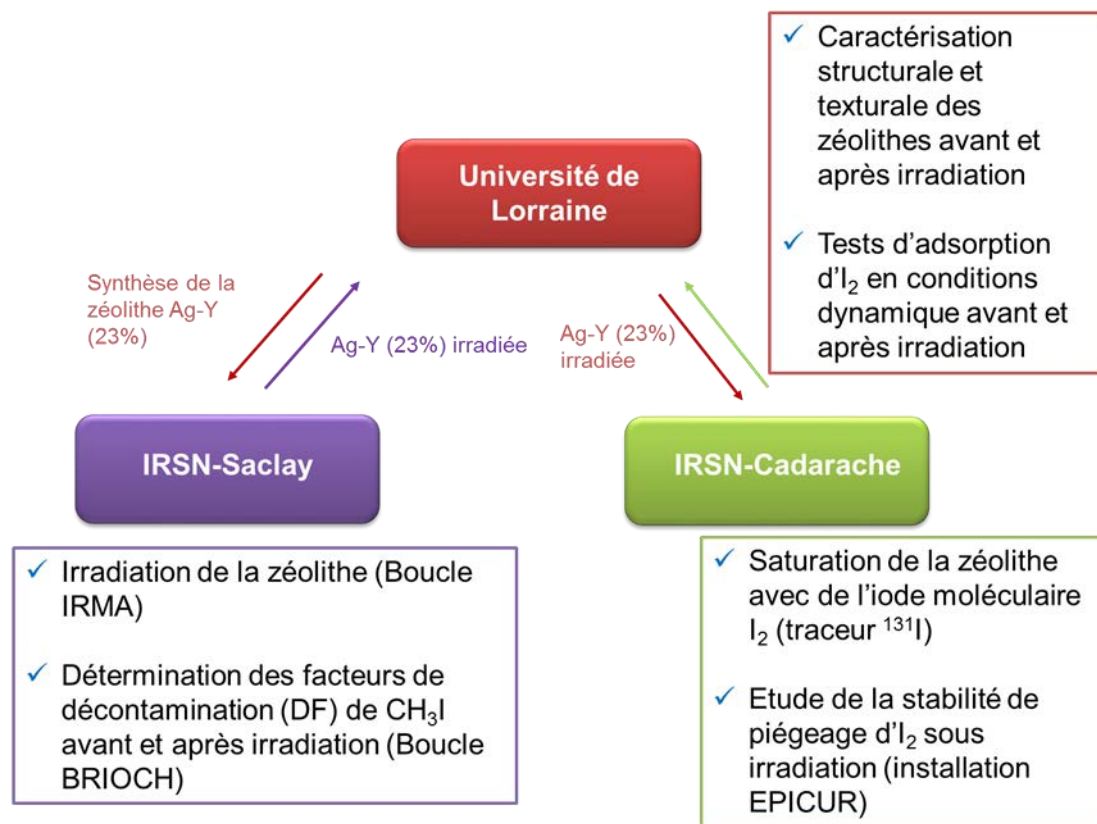 ✓ Caractérisation
structurale et
texturale des
zéolithes avant et
après irradiation
✓ Tests d’adsorption
d’I₂ en conditions
dynamique avant et
après irradiation
Université de
Lorraine
Synthèse de la
zéolithe Ag-Y
(23%)
Ag-Y (23%) irradiée
Ag-Y (23%)
irradiée
IRSN-Saclay
IRSN-Cadarache
✓ Irradiation de la zéolithe (Boucle
IRMA)
✓ Détermination des facteurs de
décontamination (DF) de CH₃I
avant et après irradiation (Boucle
BRIOCH)
✓ Saturation de la zéolithe
avec de l’iode moléculaire
I₂ (traceur ¹³¹I)
✓ Etude de la stabilité de
piégeage d’I₂ sous
irradiation (installation
EPICUR)